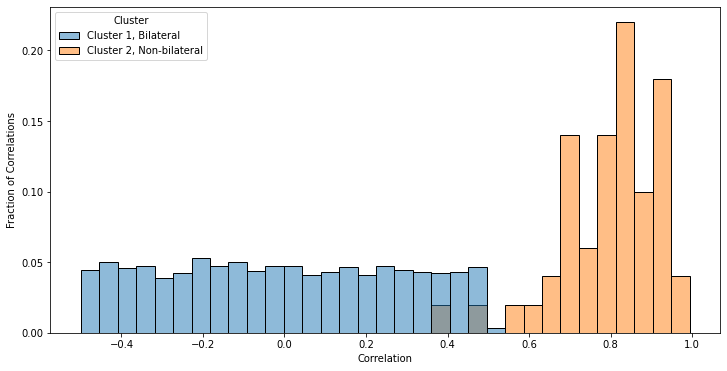 Cluster
Cluster 1, Bilateral
Cluster 2, Non-bilateral
Fraction of Correlations
0.20
0.15
0.10
0.05
0.00
−0.4 −0.2 0.0 0.2 0.4 0.6 0.8 1.0
Correlation